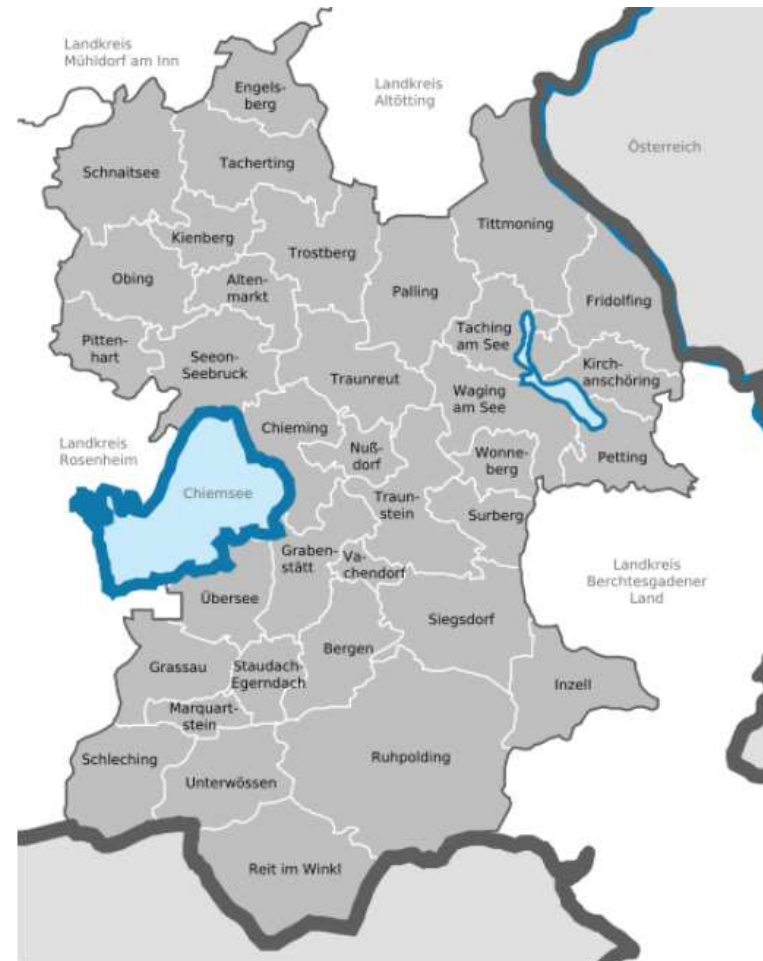 Landkreis
Mühldorf am Inn
Engels-
berg
Landkreis
Altötting
Österreich
Schnaitsee
Tacherting
Tittmoning
Kienberg
Trostberg
Obing
Alten-
markt
Palling
Fridolfing
Taching
am See
Pitten-
hart
Seeon-
Seebruck
Kirch-
anschöring
Traunreut
Waging
am See
Chieming
Landkreis
Rosenheim
Nuß-
dorf
Wonne-
berg
Petting
Chiemsee
Traun-
stein
Surberg
Graben-
stätt
Va-
chendorf
Landkreis
Berchtesgadener
Land
Übersee
Siegsdorf
Bergen
Grassau
Staudach-
Egerndach
Inzell
Marquart-
stein
Schleching
Ruhpolding
Unterwössen
Reit im Winkl